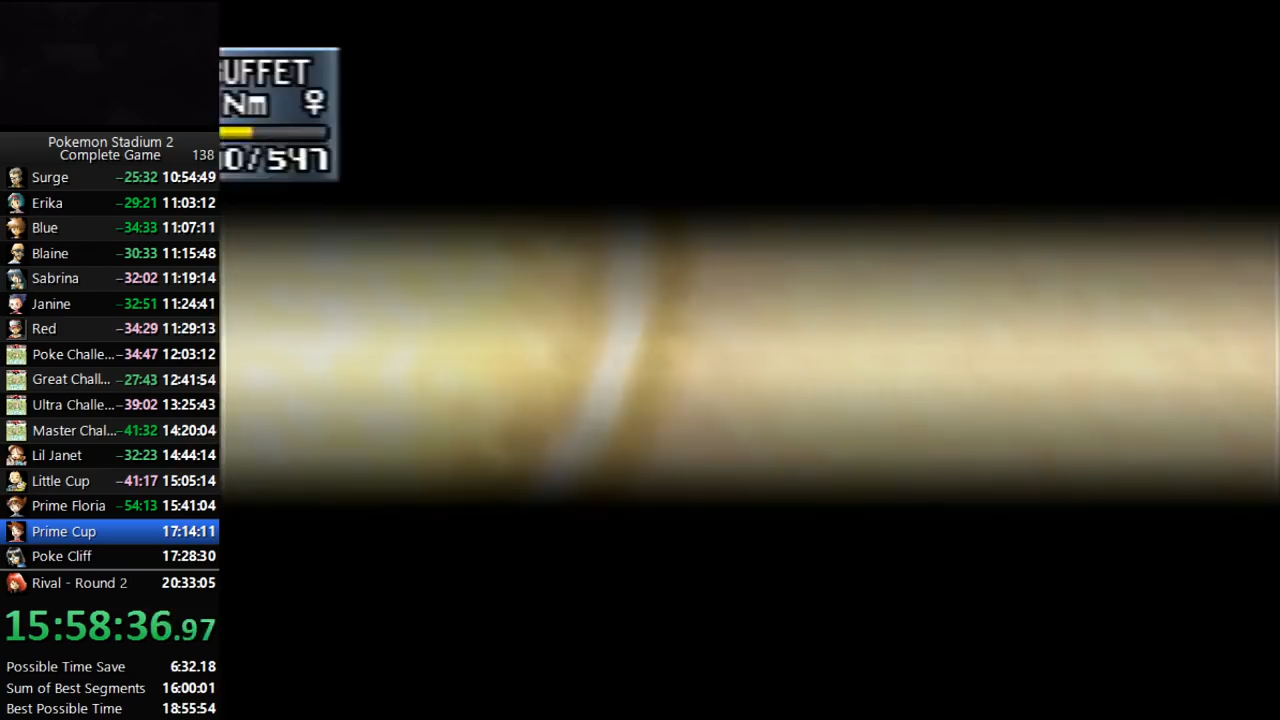 UFFET
Nm ♀
0/547
Pokemon Stadium 2
Complete Game 138
Surge -25:32 10:54:49
Erika -29:21 11:03:12
Blue -34:33 11:07:11
Blaine -30:33 11:15:48
Sabrina -32:02 11:19:14
Janine -32:51 11:24:41
Red -34:29 11:29:13
Poke Challe... -34:47 12:03:12
Great Chall... -27:43 12:41:54
Ultra Challe... -39:02 13:25:43
Master Chal... -41:32 14:20:04
Lil Janet -32:23 14:44:14
Little Cup -41:17 15:05:14
Prime Floria -54:13 15:41:04
Prime Cup 17:14:11
Poke Cliff 17:28:30
Rival - Round 2 20:33:05
15:58:36.97
Possible Time Save 6:32.18
Sum of Best Segments 16:00:01
Best Possible Time 18:55:54